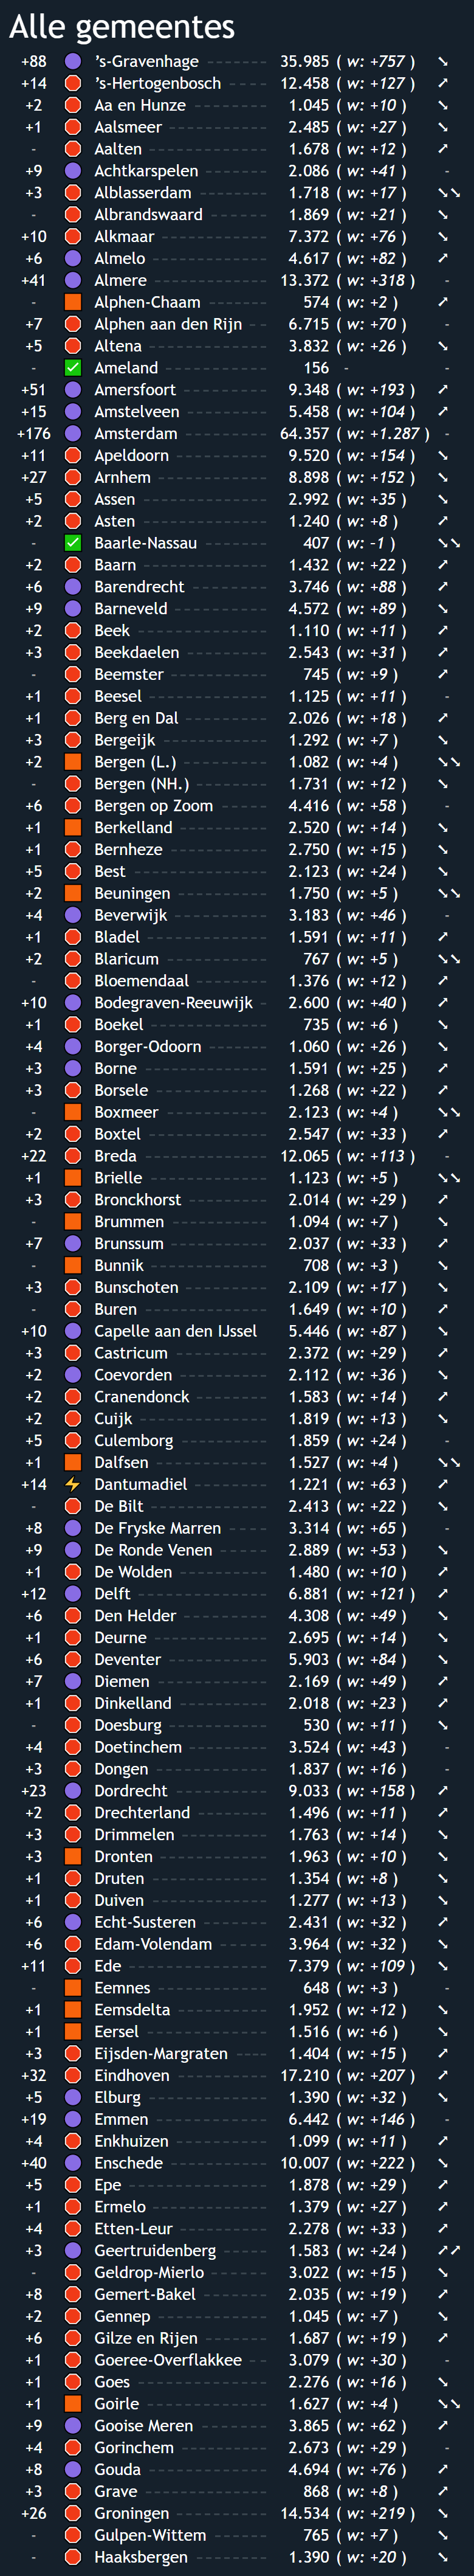 Alle gemeentes
+88 's-Gravenhage 35.985 ( w: +757 ) ➘
+14 's-Hertogenbosch 12.458 ( w: +127 ) ➚
+2 Aa en Hunze 1.045 ( w: +10 ) ➘
+1 Aalsmeer 2.485 ( w: +27 ) ➘
- Aalten 1.678 ( w: +12 ) ➚
+9 Achtkarspelen 2.086 ( w: +41 ) -
+3 Alblasserdam 1.718 ( w: +17 ) ➘➘
- Albrandswaard 1.869 ( w: +21 ) ➘
+10 Alkmaar 7.372 ( w: +76 ) ➘
+6 Almelo 4.617 ( w: +82 ) ➚
+41 Almere 13.372 ( w: +318 ) -
- Alphen-Chaam 574 ( w: +2 ) ➚
+7 Alphen aan den Rijn 6.715 ( w: +70 ) -
+5 Altena 3.832 ( w: +26 ) ➘
- Ameland 156 - -
+51 Amersfoort 9.348 ( w: +193 ) ➚
+15 Amstelveen 5.458 ( w: +104 ) ➚
+176 Amsterdam 64.357 ( w: +1.287 ) -
+11 Apeldoorn 9.520 ( w: +154 ) ➘
+27 Arnhem 8.898 ( w: +152 ) ➘
+5 Assen 2.992 ( w: +35 ) ➘
+2 Asten 1.240 ( w: +8 ) ➚
- Baarle-Nassau 407 ( w: -1 ) ➘➘
+2 Baarn 1.432 ( w: +22 ) ➚
+6 Barendrecht 3.746 ( w: +88 ) ➚
+9 Barneveld 4.572 ( w: +89 ) ➘
+2 Beek 1.110 ( w: +11 ) ➚
+3 Beekdaelen 2.543 ( w: +31 ) ➚
- Beemster 745 ( w: +9 ) ➚
+1 Beesel 1.125 ( w: +11 ) -
+1 Berg en Dal 2.026 ( w: +18 ) ➚
+3 Bergeijk 1.292 ( w: +7 ) ➘
+2 Bergen (L.) 1.082 ( w: +4 ) ➘➘
- Bergen (NH.) 1.731 ( w: +12 ) ➘
+6 Bergen op Zoom 4.416 ( w: +58 ) -
+1 Berkelland 2.520 ( w: +14 ) ➘
+1 Bernheze 2.750 ( w: +15 ) ➘
+5 Best 2.123 ( w: +24 ) ➘
+2 Beuningen 1.750 ( w: +5 ) ➘➘
+4 Beverwijk 3.183 ( w: +46 ) -
+1 Bladel 1.591 ( w: +11 ) ➚
+2 Blaricum 767 ( w: +5 ) ➘➘
- Bloemendaal 1.376 ( w: +12 ) ➚
+10 Bodegraven-Reeuwijk 2.600 ( w: +40 ) ➚
+1 Boekel 735 ( w: +6 ) ➘
+4 Borger-Odoorn 1.060 ( w: +26 ) ➘
+3 Borne 1.591 ( w: +25 ) ➚
+3 Borsele 1.268 ( w: +22 ) ➚
- Boxmeer 2.123 ( w: +4 ) ➘➘
+2 Boxtel 2.547 ( w: +33 ) ➚
+22 Breda 12.065 ( w: +113 ) -
+1 Brielle 1.123 ( w: +5 ) ➘➘
+3 Bronckhorst 2.014 ( w: +29 ) ➚
- Brummen 1.094 ( w: +7 ) ➘
+7 Brunssum 2.037 ( w: +33 ) ➚
- Bunnik 708 ( w: +3 ) ➘
+3 Bunschoten 2.109 ( w: +17 ) ➘
- Buren 1.649 ( w: +10 ) ➚
+10 Capelle aan den IJssel 5.446 ( w: +87 ) ➘
+3 Castricum 2.372 ( w: +29 ) ➚
+2 Coevorden 2.112 ( w: +36 ) ➘
+2 Cranendonck 1.583 ( w: +14 ) ➚
+2 Cuijk 1.819 ( w: +13 ) ➘
+5 Culemborg 1.859 ( w: +24 ) -
+1 Dalfsen 1.527 ( w: +4 ) ➘➘
+14 Dantumadiel 1.221 ( w: +63 ) ➚
- De Bilt 2.413 ( w: +22 ) ➘
+8 De Fryske Marren 3.314 ( w: +65 ) -
+9 De Ronde Venen 2.889 ( w: +53 ) ➘
+1 De Wolden 1.480 ( w: +10 ) ➚
+12 Delft 6.881 ( w: +121 ) ➚
+6 Den Helder 4.308 ( w: +49 ) ➘
+1 Deurne 2.695 ( w: +14 ) ➘
+6 Deventer 5.903 ( w: +84 ) ➘
+7 Diemen 2.169 ( w: +49 ) ➚
+1 Dinkelland 2.018 ( w: +23 ) ➚
- Doesburg 530 ( w: +11 ) ➘
+4 Doetinchem 3.524 ( w: +43 ) -
+3 Dongen 1.837 ( w: +16 ) -
+23 Dordrecht 9.033 ( w: +158 ) ➚
+2 Drechterland 1.496 ( w: +11 ) ➚
+3 Drimmelen 1.763 ( w: +14 ) ➘
+3 Dronten 1.963 ( w: +10 ) ➘
+1 Druten 1.354 ( w: +8 ) ➘
+1 Duiven 1.277 ( w: +13 ) ➘
+6 Echt-Susteren 2.431 ( w: +32 ) ➚
+6 Edam-Volendam 3.964 ( w: +32 ) ➘
+11 Ede 7.379 ( w: +109 ) ➘
- Eemnes 648 ( w: +3 ) -
+1 Eemsdelta 1.952 ( w: +12 ) ➘
+1 Eersel 1.516 ( w: +6 ) ➘
+3 Eijsden-Margraten 1.404 ( w: +15 ) ➚
+32 Eindhoven 17.210 ( w: +207 ) ➚
+5 Elburg 1.390 ( w: +32 ) ➘
+19 Emmen 6.442 ( w: +146 ) -
+4 Enkhuizen 1.099 ( w: +11 ) ➚
+40 Enschede 10.007 ( w: +222 ) ➘
+5 Epe 1.878 ( w: +29 ) ➚
+1 Ermelo 1.379 ( w: +27 ) ➚
+4 Etten-Leur 2.278 ( w: +33 ) ➚
+3 Geertruidenberg 1.583 ( w: +24 ) ➚➚
- Geldrop-Mierlo 3.022 ( w: +15 ) ➘
+8 Gemert-Bakel 2.035 ( w: +19 ) ➚
+2 Gennep 1.045 ( w: +7 ) ➘
+6 Gilze en Rijen 1.687 ( w: +19 ) ➚
+1 Goeree-Overflakkee 3.079 ( w: +30 ) -
+1 Goes 2.276 ( w: +16 ) ➘
+1 Goirle 1.627 ( w: +4 ) ➘➘
+9 Gooise Meren 3.865 ( w: +62 ) ➚
+4 Gorinchem 2.673 ( w: +29 ) -
+8 Gouda 4.694 ( w: +76 ) ➚
+3 Grave 868 ( w: +8 ) ➚
+26 Groningen 14.534 ( w: +219 ) ➘
- Gulpen-Wittem 765 ( w: +7 ) ➘
- Haaksbergen 1.390 ( w: +20 ) ➘